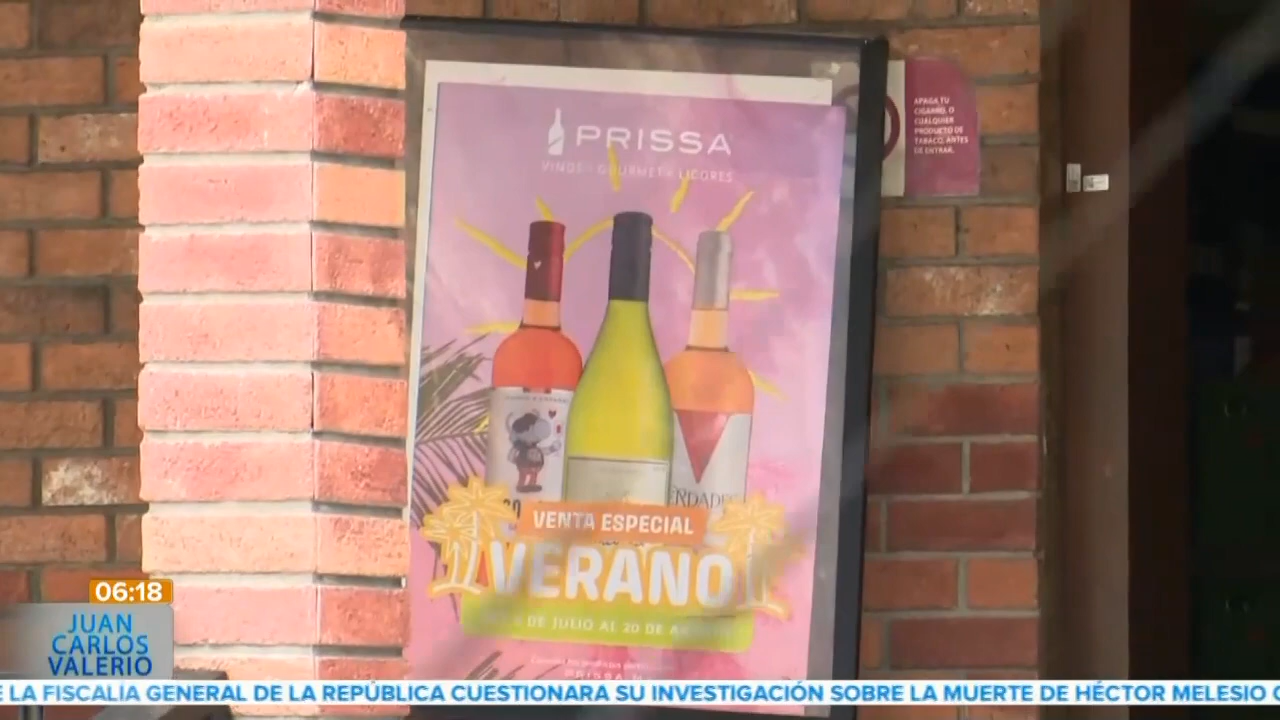 PRISSA
VINOS · GOURMET · LICORES
APAGA TU
CIGARRO, O
CUALQUIER
PRODUCTO DE
TABACO, ANTES
DE ENTRAR.
VENTA ESPECIAL
VERANO
DE JULIO AL 20 DE
PRISSA
06:18
JUAN
CARLOS
VALERIO
LA FISCALÍA GENERAL DE LA REPÚBLICA CUESTIONARA SU INVESTIGACIÓN SOBRE LA MUERTE DE HÉCTOR MELESIO